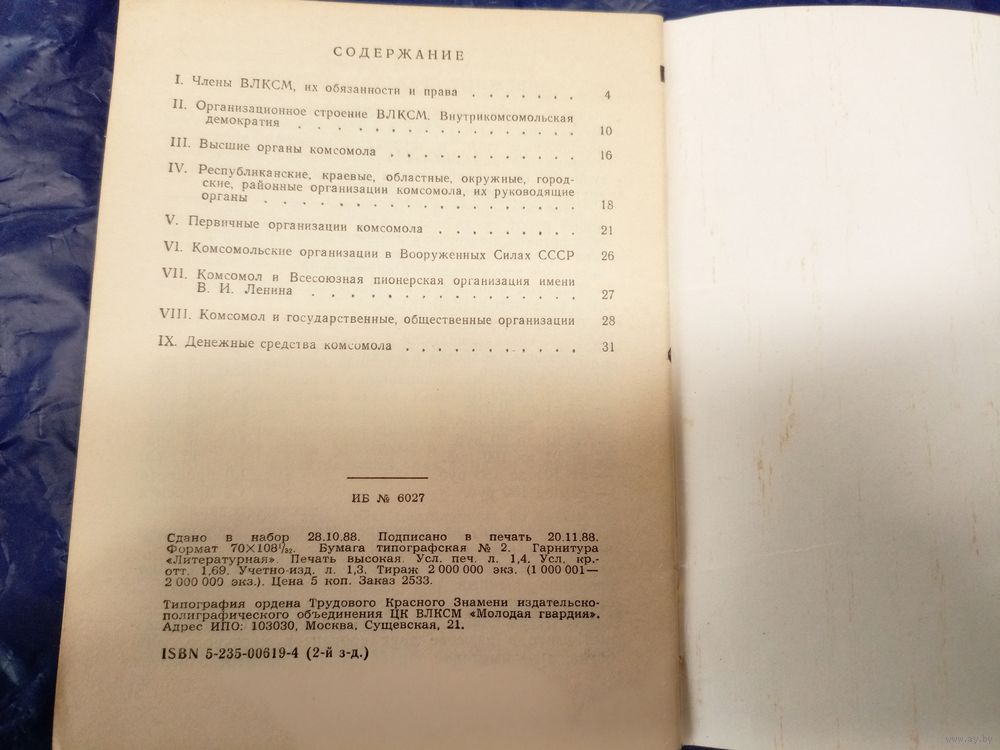 СОДЕРЖАНИЕ
I. Члены ВЛКСМ, их обязанности и права . . . . . . . 4
II. Организационное строение ВЛКСМ. Внутрикомсомольская
демократия . . . . . . . . . . . . . . . . 10
III. Высшие органы комсомола . . . . . . . . . . . . 16
IV. Республиканские, краевые, областные, окружные, город-
ские, районные организации комсомола, их руководящие
органы . . . . . . . . . . . . . . . . . 18
V. Первичные организации комсомола . . . . . . . . . 21
VI. Комсомольские организации в Вооруженных Силах СССР 26
VII. Комсомол и Всесоюзная пионерская организация имени
В. И. Ленина . . . . . . . . . . . . . . 27
VIII. Комсомол и государственные, общественные организации 28
IX. Денежные средства комсомола . . . . . . . . . . . 31
ИБ № 6027
Сдано в набор 28.10.88. Подписано в печать 20.11.88.
Формат 70×108¹/₃₂. Бумага типографская № 2. Гарнитура
«Литературная». Печать высокая. Усл. печ. л. 1,4. Усл. кр.-
отт. 1,69. Учетно-изд. л. 1,3. Тираж 2 000 000 экз. (1 000 001—
2 000 000 экз.). Цена 5 коп. Заказ 2533.
Типография ордена Трудового Красного Знамени издательско-
полиграфического объединения ЦК ВЛКСМ «Молодая гвардия».
Адрес ИПО: 103030, Москва, Сущевская, 21.
ISBN 5-235-00619-4 (2-й з-д.)
www.ay.by